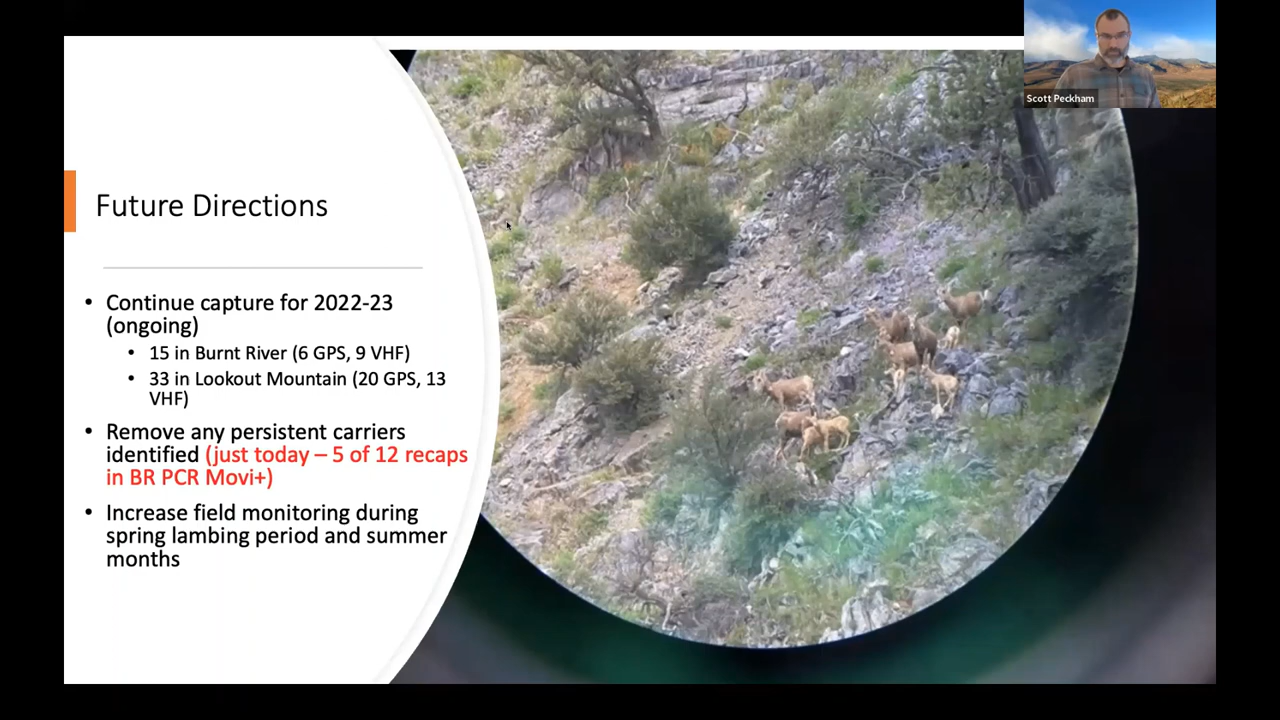 Scott Peckham
Future Directions
• Continue capture for 2022-23
(ongoing)
• 15 in Burnt River (6 GPS, 9 VHF)
• 33 in Lookout Mountain (20 GPS, 13
VHF)
• Remove any persistent carriers
identified (just today – 5 of 12 recaps
in BR PCR Movi+)
• Increase field monitoring during
spring lambing period and summer
months